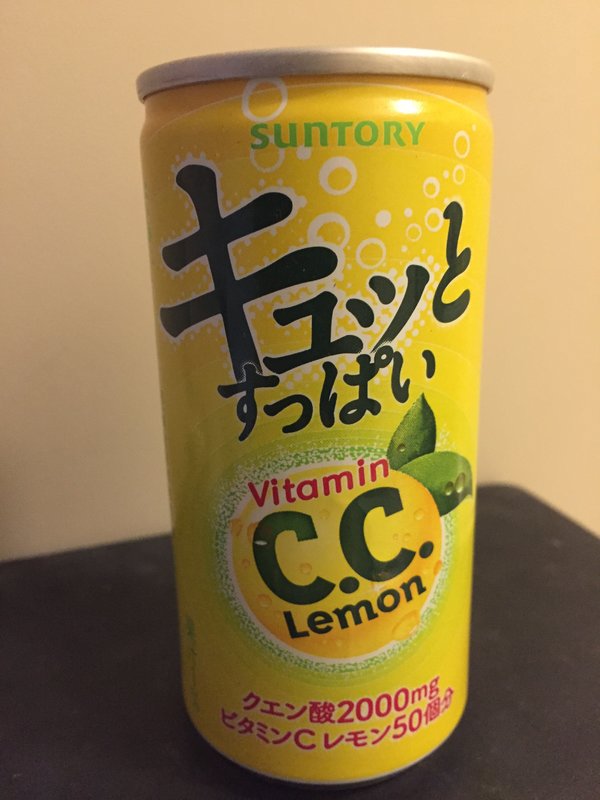 SUNTORY
キュッと
すっぱい
Vitamin
C.C.
Lemon
クエン酸2000mg
ビタミンCレモン50個分